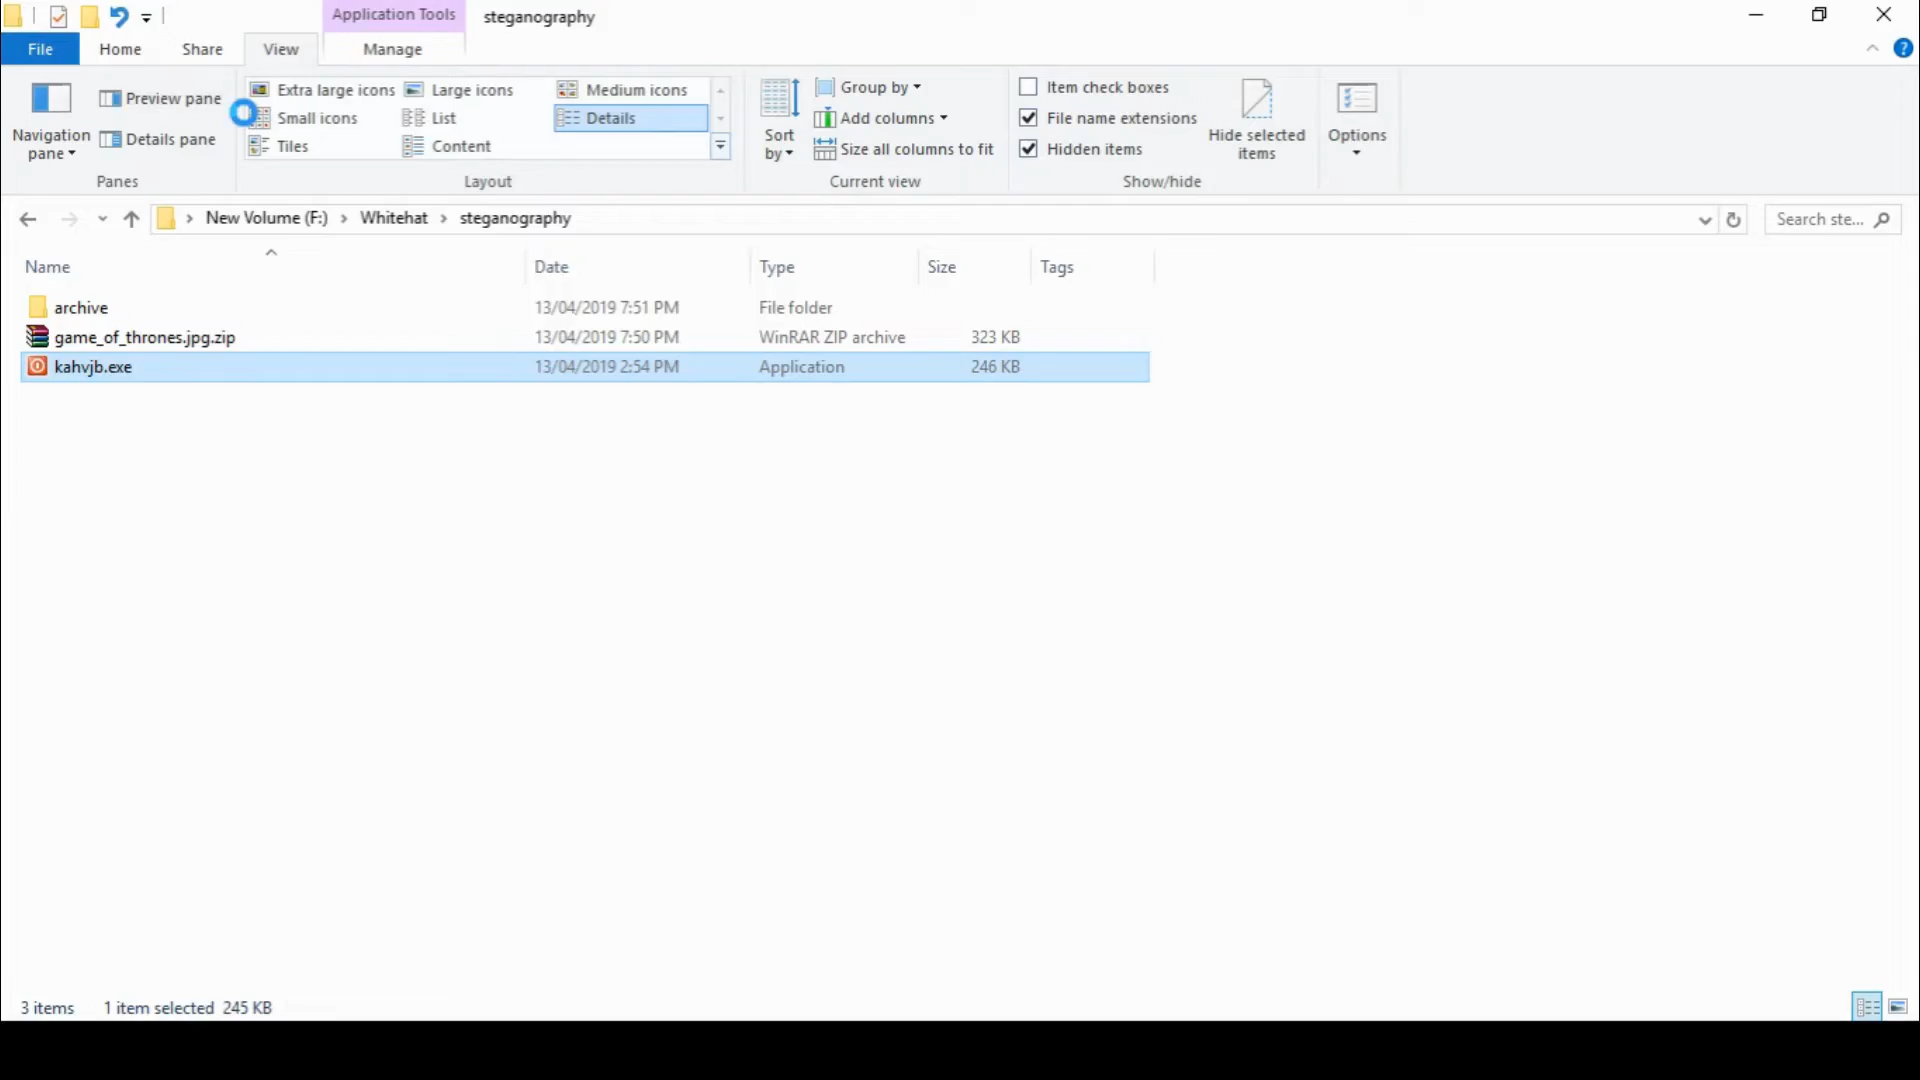 Application Tools steganography
File Home Share View Manage
Navigation pane
Preview pane
Details pane
Panes
Extra large icons Large icons Medium icons
Small icons List Details
Tiles Content
Layout
Sort by
Group by
Add columns
Size all columns to fit
Current view
Item check boxes
File name extensions
Hidden items
Hide selected items
Show/hide
Options
New Volume (F:) Whitehat steganography
Search ste...
Name Date Type Size Tags
archive 13/04/2019 7:51 PM File folder
game_of_thrones.jpg.zip 13/04/2019 7:50 PM WinRAR ZIP archive 323 KB
kahvjb.exe 13/04/2019 2:54 PM Application 246 KB
3 items 1 item selected 245 KB